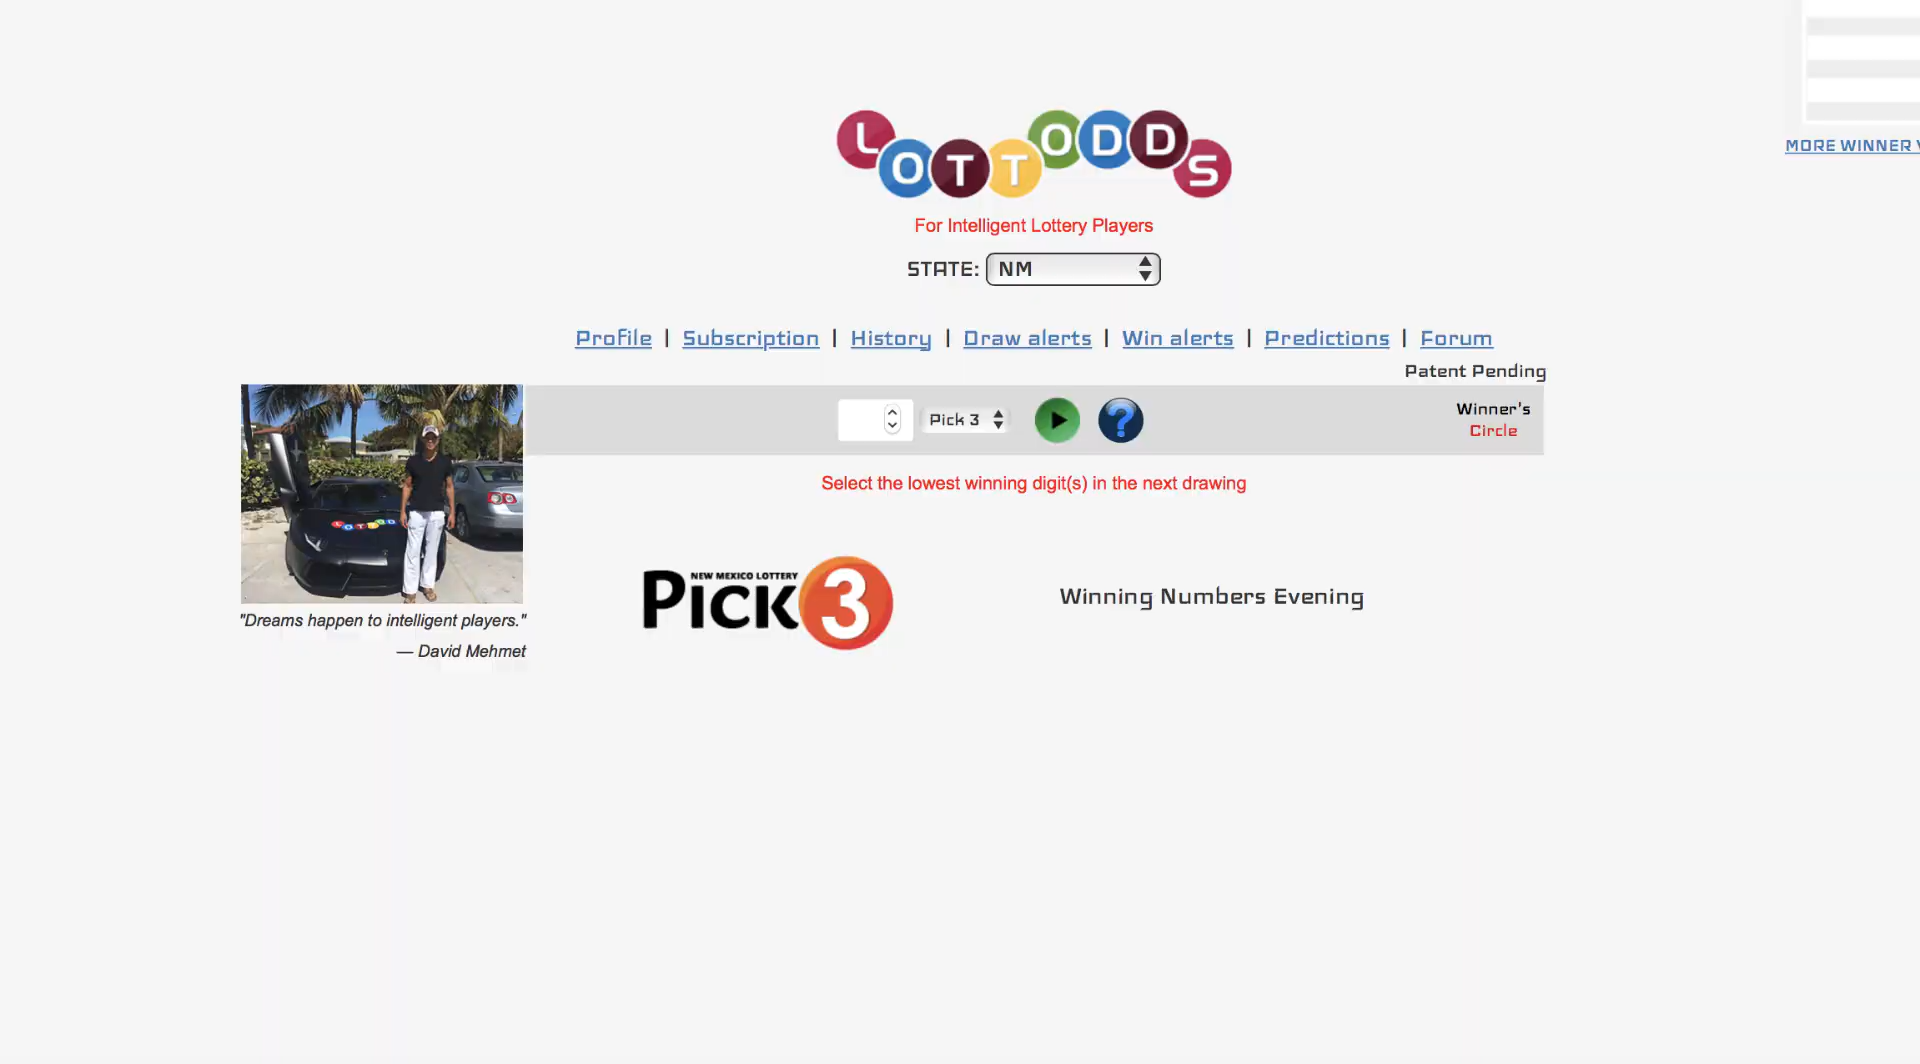 MORE WINNER
LOTTODDS
For Intelligent Lottery Players
STATE: NM
Profile | Subscription | History | Draw alerts | Win alerts | Predictions | Forum
Patent Pending
Pick 3
?
Winner's
Circle
Select the lowest winning digit(s) in the next drawing
NEW MEXICO LOTTERY
PICK 3
Winning Numbers Evening
"Dreams happen to intelligent players."
— David Mehmet